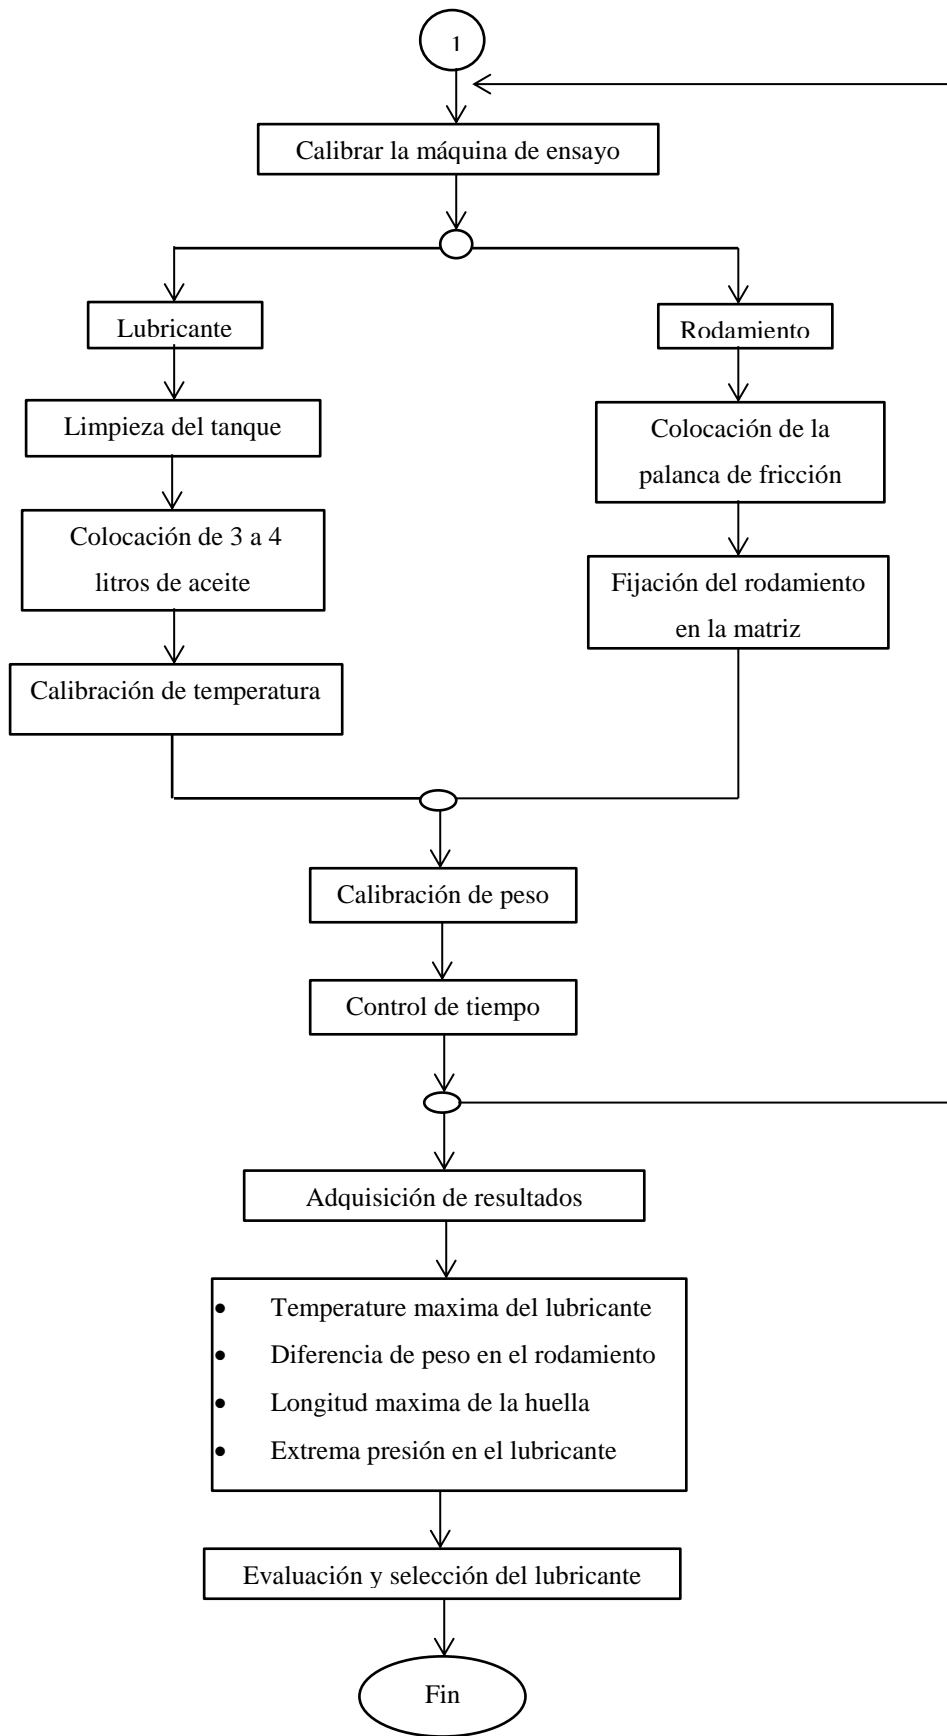 1
Calibrar la máquina de ensayo
Lubricante
Rodamiento
Limpieza del tanque
Colocación de la
palanca de fricción
Colocación de 3 a 4
litros de aceite
Fijación del rodamiento
en la matriz
Calibración de temperatura
Calibración de peso
Control de tiempo
Adquisición de resultados
• Temperature maxima del lubricante
• Diferencia de peso en el rodamiento
• Longitud maxima de la huella
• Extrema presión en el lubricante
Evaluación y selección del lubricante
Fin